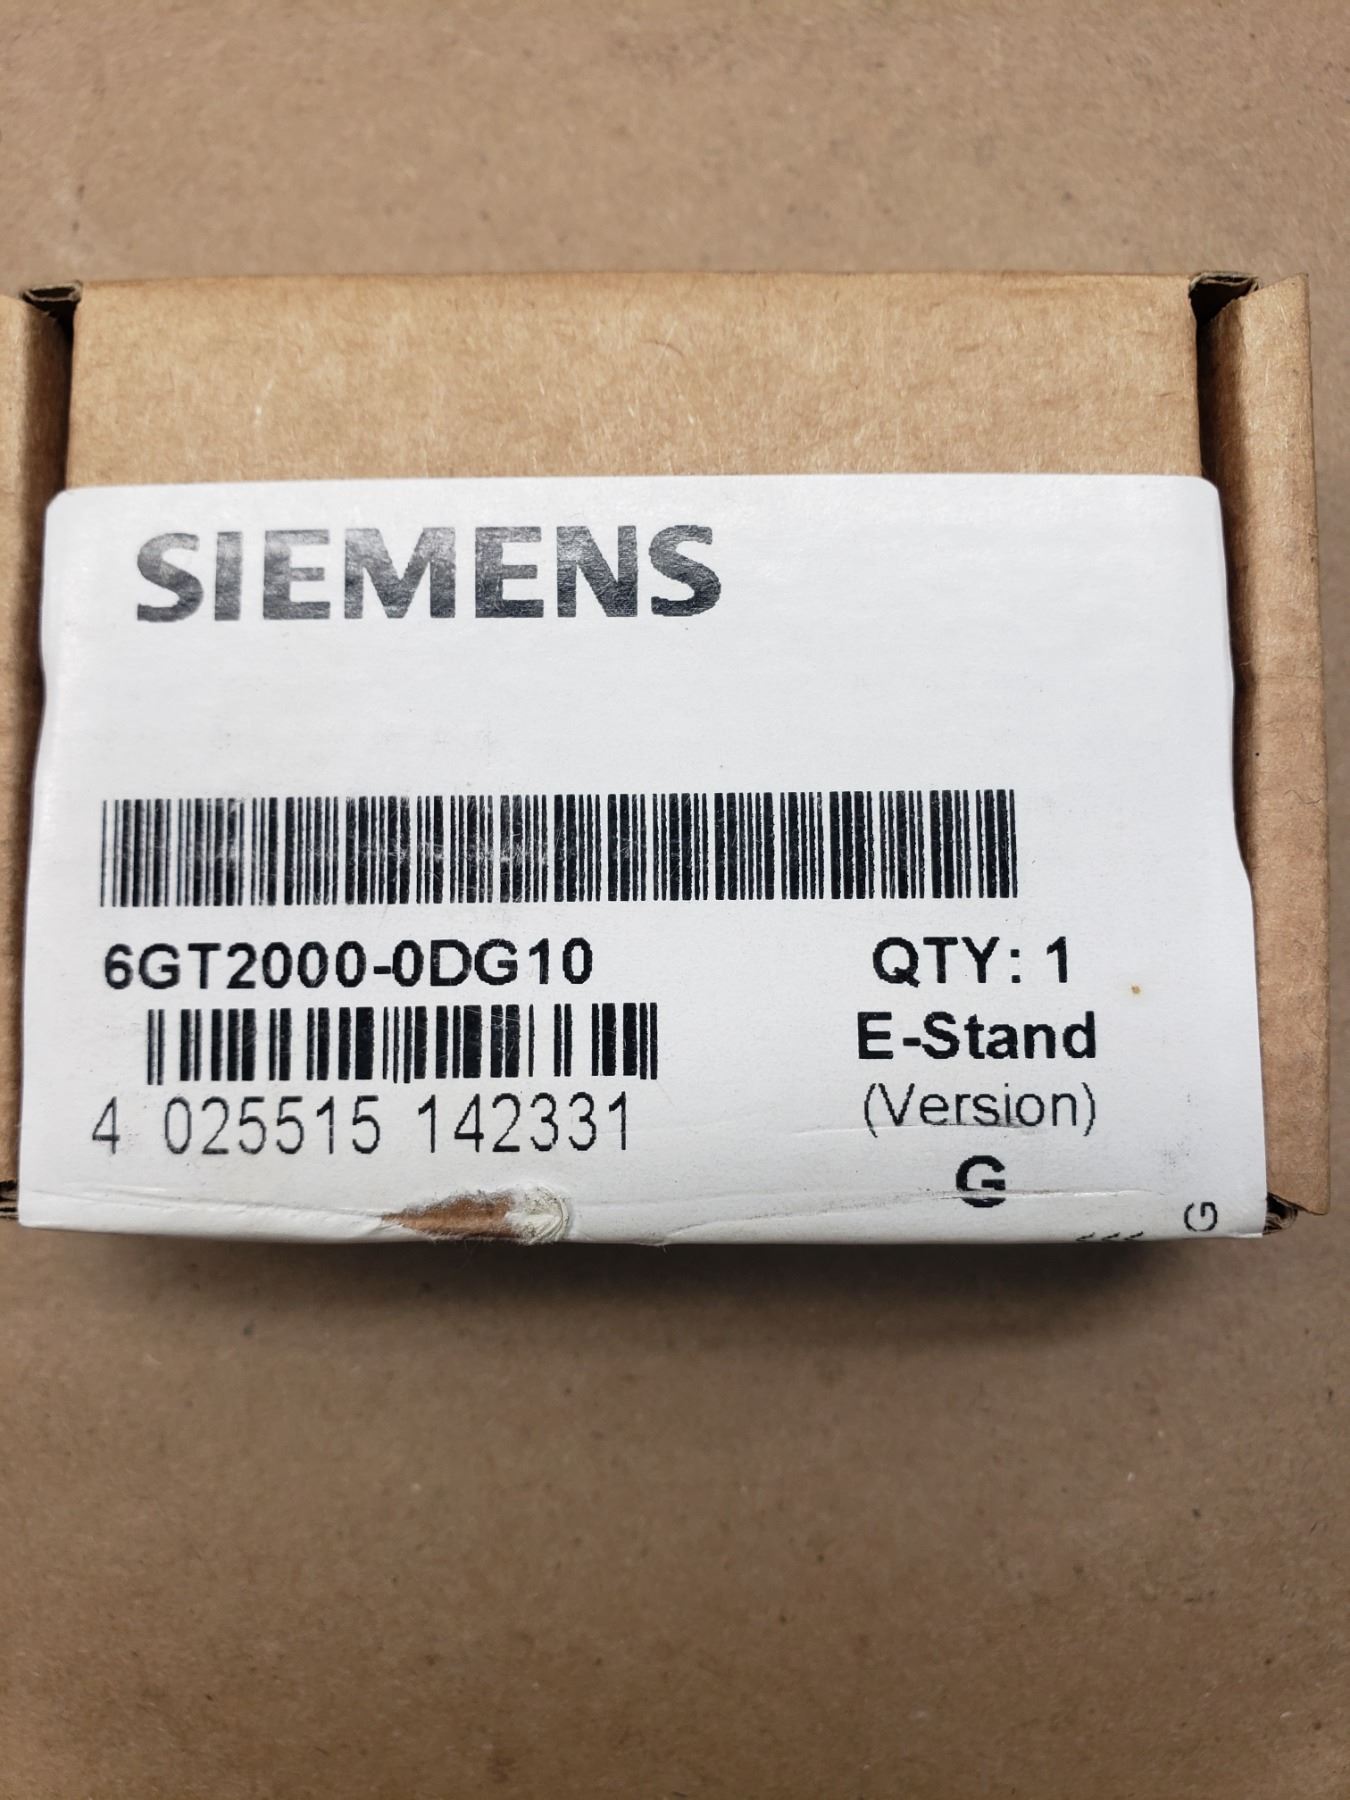 SIEMENS
6GT2000-0DG10
QTY: 1
4 025515 142331
E-Stand
(Version)
G
G